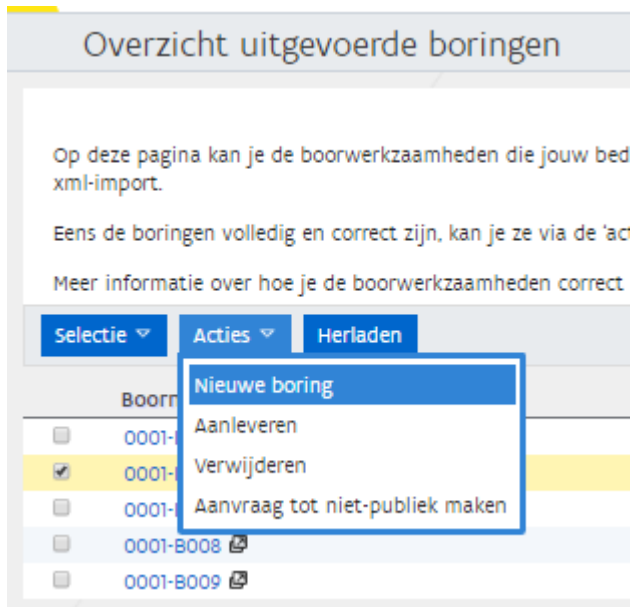 Overzicht uitgevoerde boringen
Op deze pagina kan je de boorwerkzaamheden die jouw
xml-import.
Eens de boringen volledig en correct zijn, kan je ze via de
Meer informatie over hoe je de boorwerkzaamheden correct
Selectie Acties Herladen
Nieuwe boring
Aanleveren
Verwijderen
Aanvraag tot niet-publiek maken
0001-B008
0001-B009